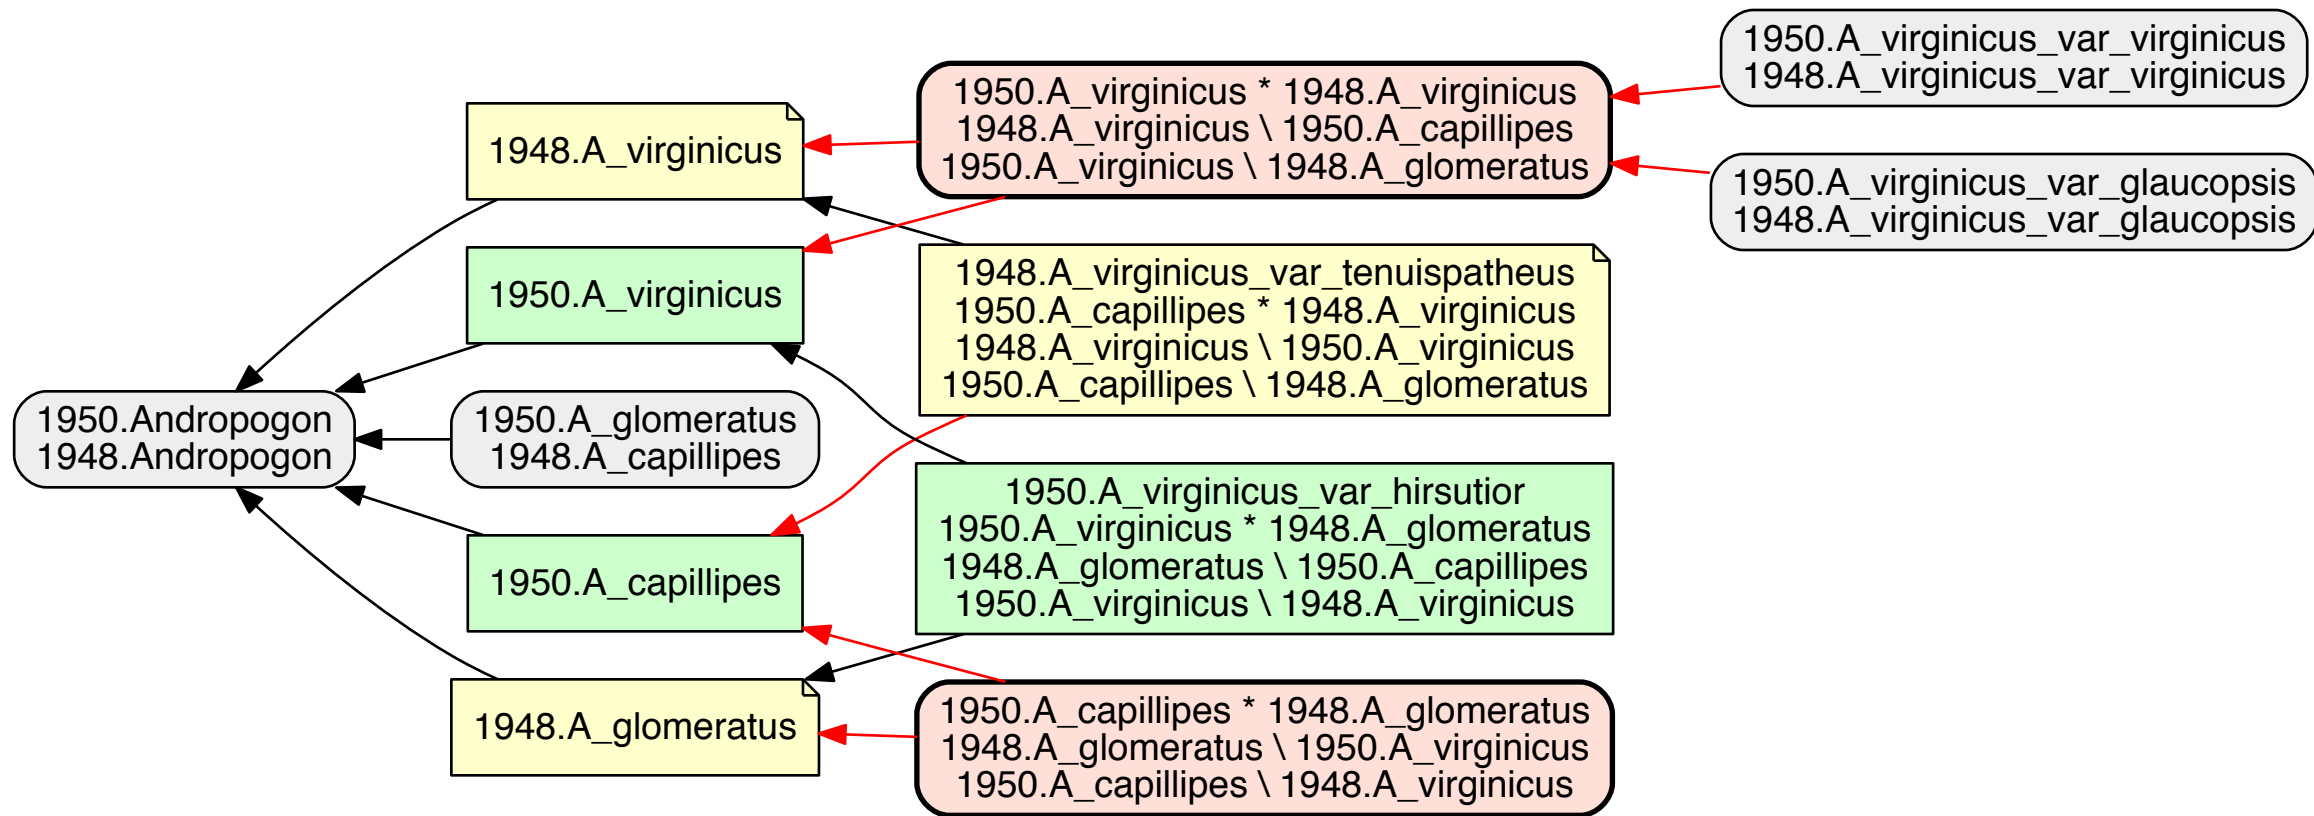 1950.A_virginicus_var_virginicus
1948.A_virginicus_var_virginicus
1950.A_virginicus * 1948.A_virginicus
1948.A_virginicus \ 1950.A_capillipes
1950.A_virginicus \ 1948.A_glomeratus
1948.A_virginicus
1950.A_virginicus_var_glaucopsis
1948.A_virginicus_var_glaucopsis
1950.A_virginicus
1948.A_virginicus_var_tenuispatheus
1950.A_capillipes * 1948.A_virginicus
1948.A_virginicus \ 1950.A_virginicus
1950.A_capillipes \ 1948.A_glomeratus
1950.Andropogon
1948.Andropogon
1950.A_glomeratus
1948.A_capillipes
1950.A_virginicus_var_hirsutior
1950.A_virginicus * 1948.A_glomeratus
1948.A_glomeratus \ 1950.A_capillipes
1950.A_virginicus \ 1948.A_virginicus
1950.A_capillipes
1948.A_glomeratus
1950.A_capillipes * 1948.A_glomeratus
1948.A_glomeratus \ 1950.A_virginicus
1950.A_capillipes \ 1948.A_virginicus